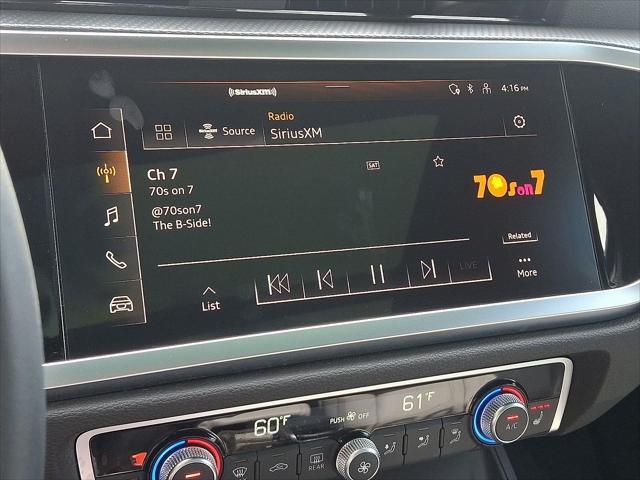 ((SiriusXM))
4:16 PM
Radio
Source
SiriusXM
Ch 7
SAT
70s on 7
70son7
@70son7
The B-Side!
Related
LIVE
List
More
60°F
PUSH OFF
61°F
REAR
A/C